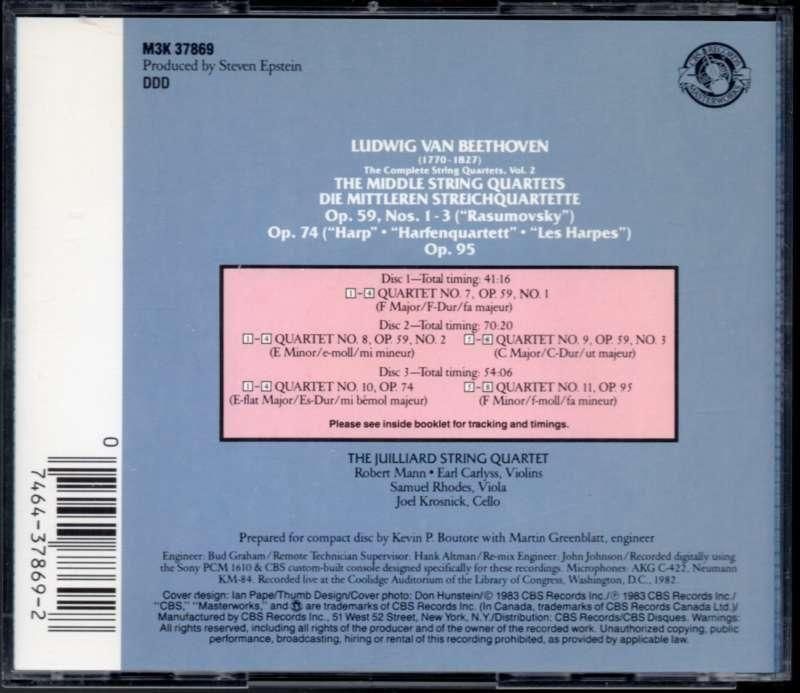 M3K 37869
Produced by Steven Epstein
DDD
CBS RECORDS
MASTERWORKS
LUDWIG VAN BEETHOVEN
(1770-1827)
The Complete String Quartets, Vol. 2
THE MIDDLE STRING QUARTETS
DIE MITTLEREN STREICHQUARTETTE
Op. 59, Nos. 1-3 ("Rasumovsky")
Op. 74 ("Harp" • "Harfenquartett" • "Les Harpes")
Op. 95
Disc 1—Total timing: 41:16
1-4 QUARTET NO. 7, OP. 59, NO. 1
(F Major/F-Dur/fa majeur)
Disc 2—Total timing: 70:20
1-4 QUARTET NO. 8, OP. 59, NO. 2 5-8 QUARTET NO. 9, OP. 59, NO. 3
(E Minor/e-moll/mi mineur) (C Major/C-Dur/ut majeur)
Disc 3—Total timing: 54:06
1-4 QUARTET NO. 10, OP. 74 5-8 QUARTET NO. 11, OP. 95
(E-flat Major/Es-Dur/mi bémol majeur) (F Minor/f-moll/fa mineur)
Please see inside booklet for tracking and timings.
THE JUILLIARD STRING QUARTET
Robert Mann • Earl Carlyss, Violins
Samuel Rhodes, Viola
Joel Krosnick, Cello
Prepared for compact disc by Kevin P. Boutote with Martin Greenblatt, engineer
Engineer: Bud Graham/Remote Technician Supervisor: Hank Altman/Re-mix Engineer: John Johnson/Recorded digitally using
the Sony PCM 1610 & CBS custom-built console designed specifically for these recordings. Microphones: AKG C-422, Neumann
KM-84. Recorded live at the Coolidge Auditorium of the Library of Congress, Washington, D.C., 1982.
Cover design: Ian Pape/Thumb Design/Cover photo: Don Hunstein/© 1983 CBS Records Inc./℗ 1983 CBS Records Inc./
"CBS," "Masterworks," and are trademarks of CBS Records Inc. (In Canada, trademarks of CBS Records Canada Ltd.)/
Manufactured by CBS Records Inc., 51 West 52 Street, New York, N.Y./Distribution: CBS Records/CBS Disques. Warnings:
All rights reserved, including all rights of the producer and of the owner of the recorded work. Unauthorized copying, public
performance, broadcasting, hiring or rental of this recording prohibited, as provided by applicable law.
0
7464-37869-2